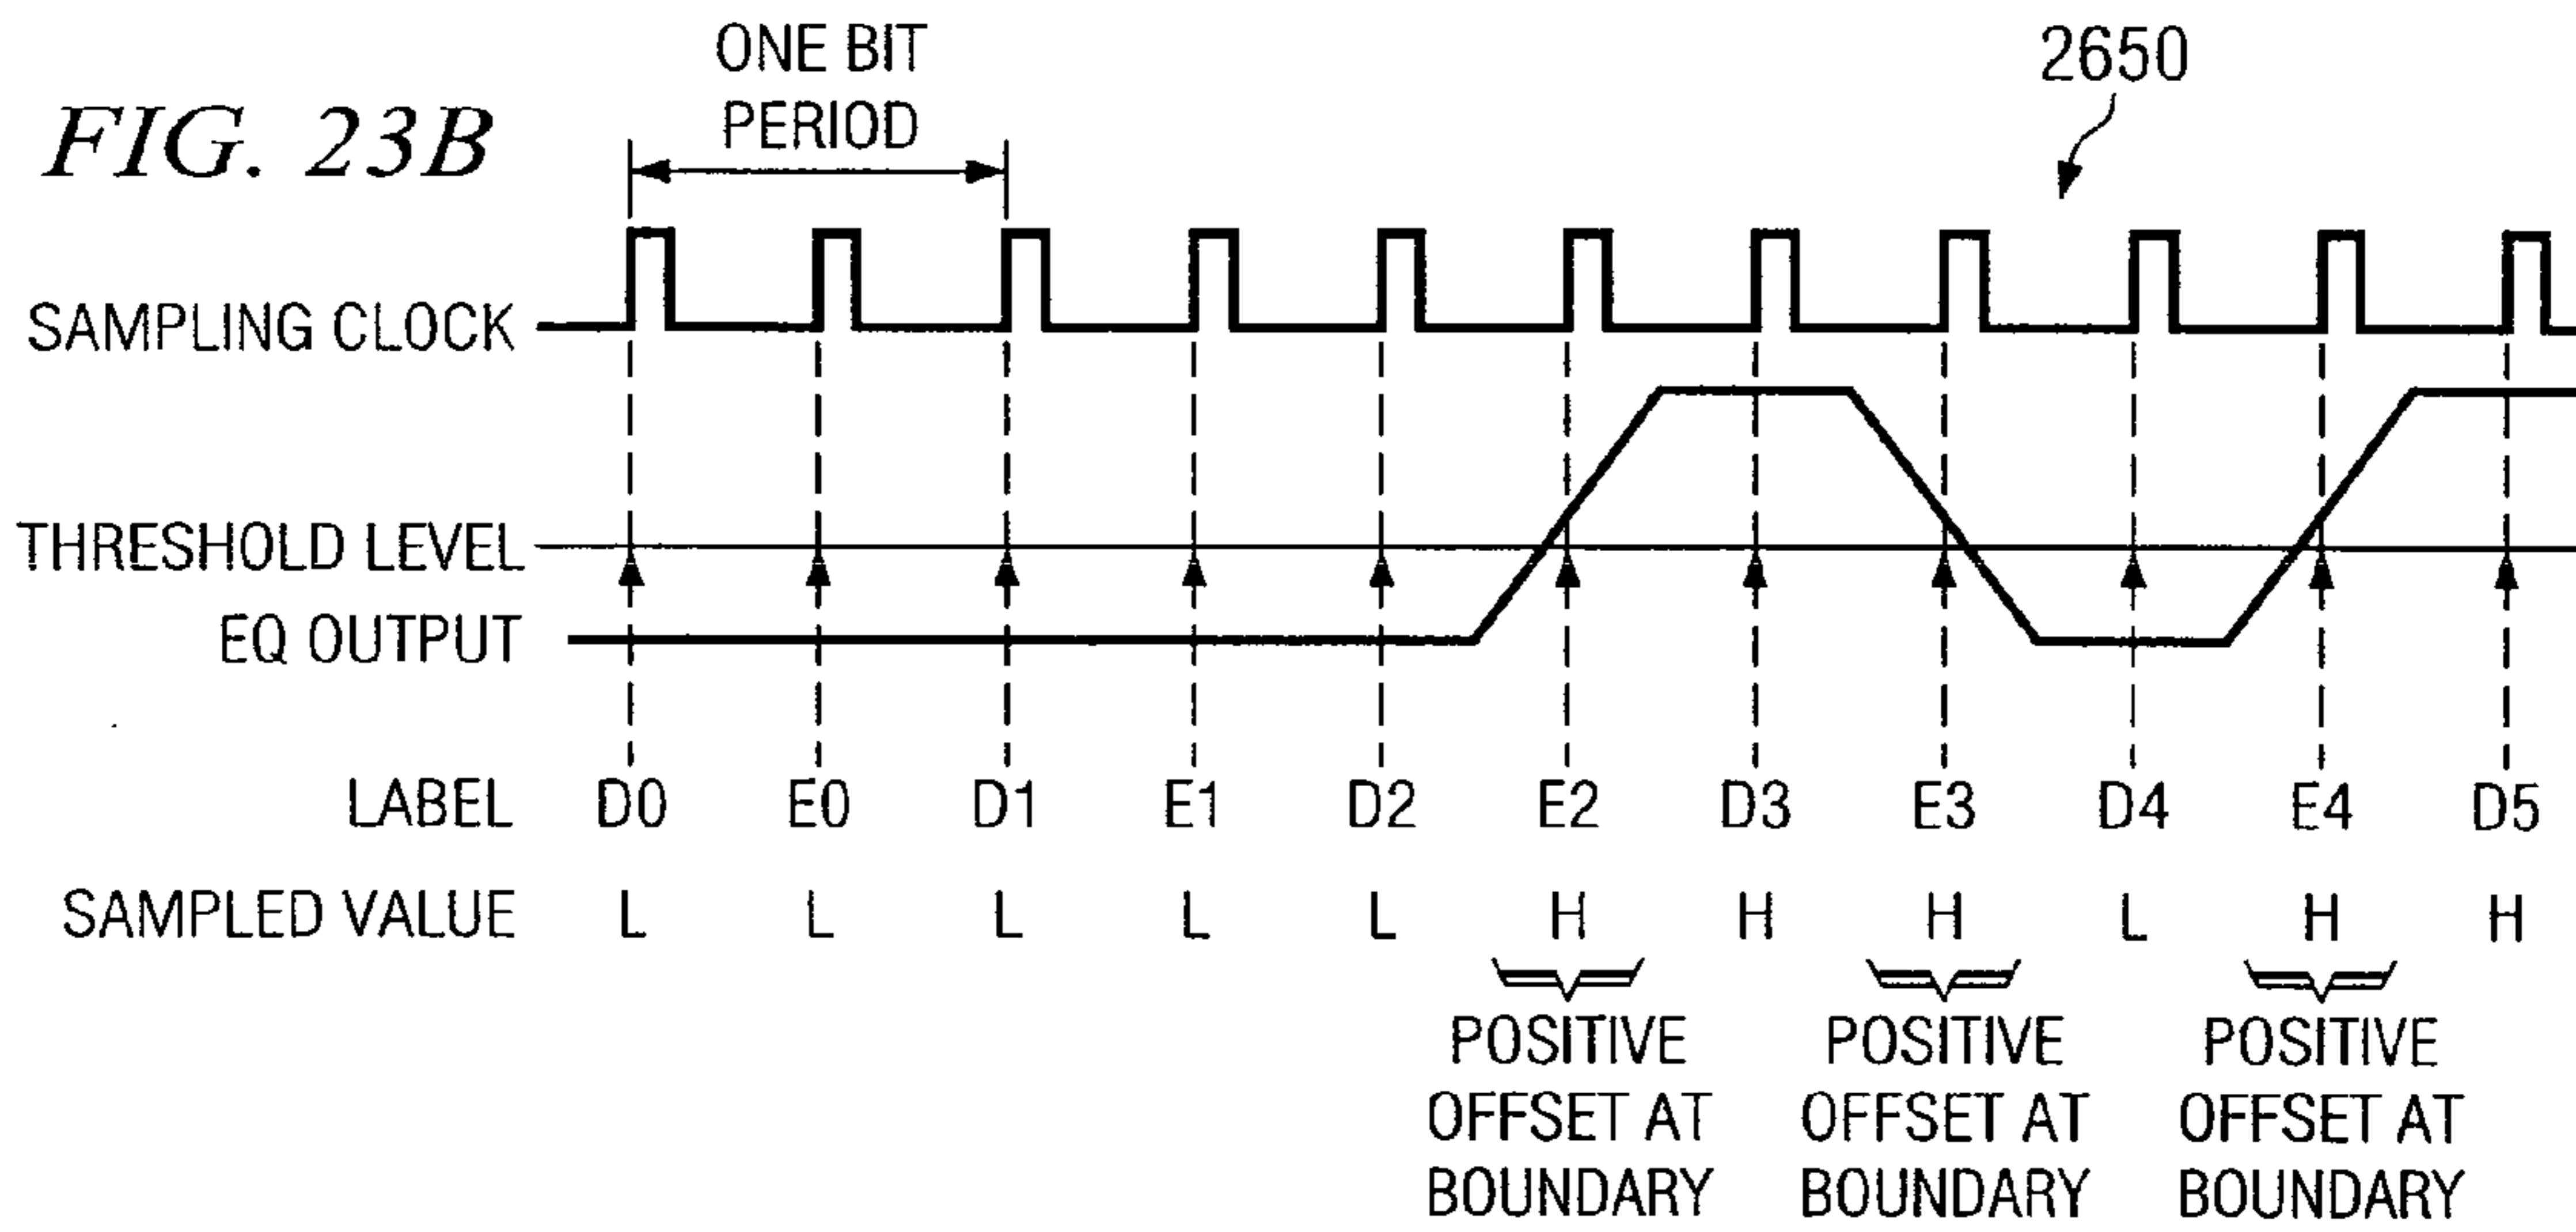 FIG. 23B
ONE BIT
PERIOD
2650
SAMPLING CLOCK
THRESHOLD LEVEL
EQ OUTPUT
LABEL D0 E0 D1 E1 D2 E2 D3 E3 D4 E4 D5
SAMPLED VALUE L L L L L H H H L H H
POSITIVE POSITIVE POSITIVE
OFFSET AT OFFSET AT OFFSET AT
BOUNDARY BOUNDARY BOUNDARY